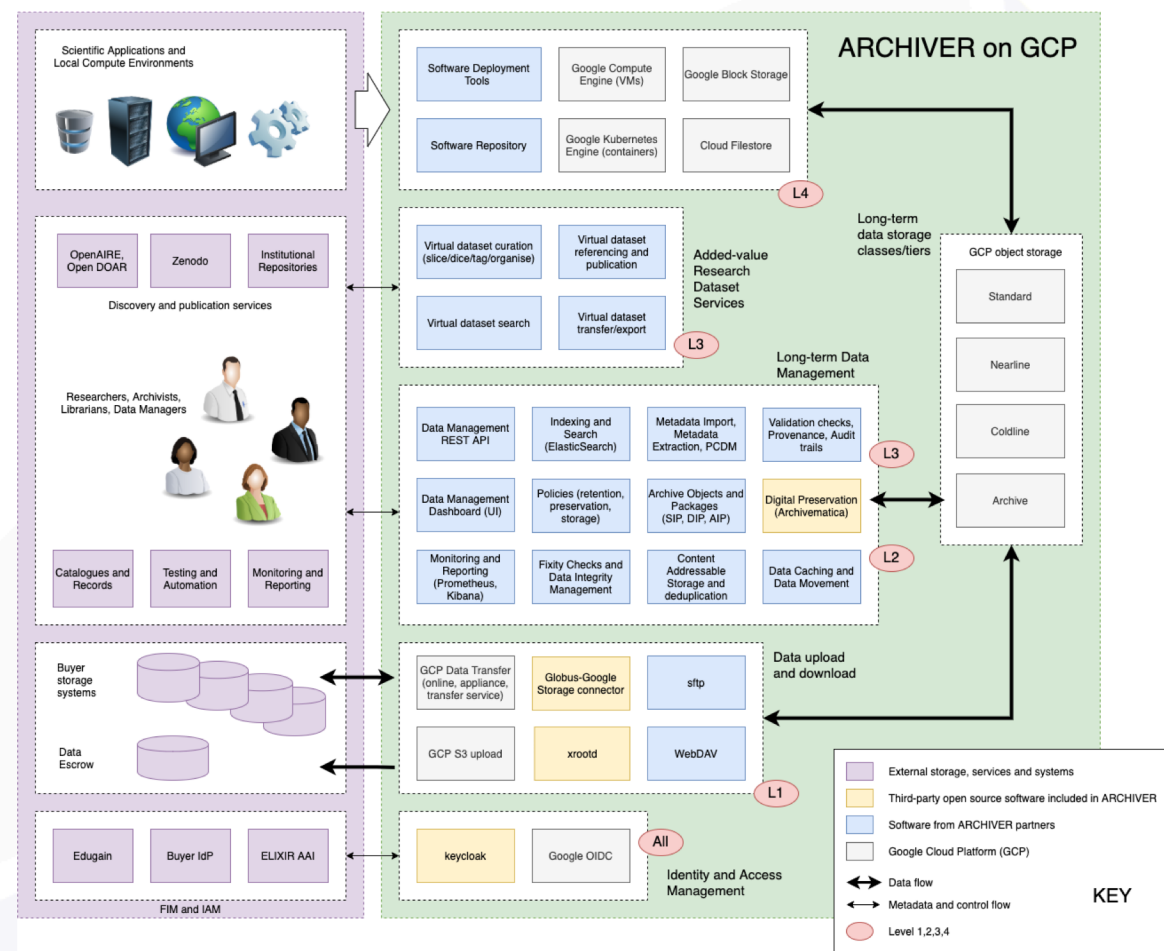 ARCHIVER on GCP
Scientific Applications and
Local Compute Environments
Software Deployment
Tools
Google Compute
Engine (VMs)
Google Block Storage
Software Repository
Google Kubernetes
Engine (containers)
Cloud Filestore
L4
OpenAIRE,
Open DOAR
Zenodo
Institutional
Repositories
Discovery and publication services
Researchers, Archivists,
Librarians, Data Managers
Catalogues and
Records
Testing and
Automation
Monitoring and
Reporting
Virtual dataset curation
(slice/dice/tag/organise)
Virtual dataset
referencing and
publication
Virtual dataset search
Virtual dataset
transfer/export
L3
Added-value
Research
Dataset
Services
Long-term
data storage
classes/tiers
GCP object storage
Standard
Nearline
Coldline
Archive
Long-term Data
Management
Data Management
REST API
Indexing and
Search
(ElasticSearch)
Metadata Import,
Metadata
Extraction, PCDM
Validation checks,
Provenance, Audit
trails
L3
Data Management
Dashboard (UI)
Policies (retention,
preservation,
storage)
Archive Objects and
Packages
(SIP, DIP, AIP)
Digital Preservation
(Archivematica)
Monitoring and
Reporting
(Prometheus,
Kibana)
Fixity Checks and
Data Integrity
Management
Content
Addressable
Storage and
deduplication
Data Caching and
Data Movement
L2
Buyer
storage
systems
Data
Escrow
GCP Data Transfer
(online, appliance,
transfer service)
Globus-Google
Storage connector
sftp
GCP S3 upload
xrootd
WebDAV
L1
Data upload
and download
Edugain
Buyer IdP
ELIXIR AAI
FIM and IAM
keycloak
Google OIDC
All
Identity and Access
Management
External storage, services and systems
Third-party open source software included in ARCHIVER
Software from ARCHIVER partners
Google Cloud Platform (GCP)
Data flow
Metadata and control flow
Level 1,2,3,4
KEY